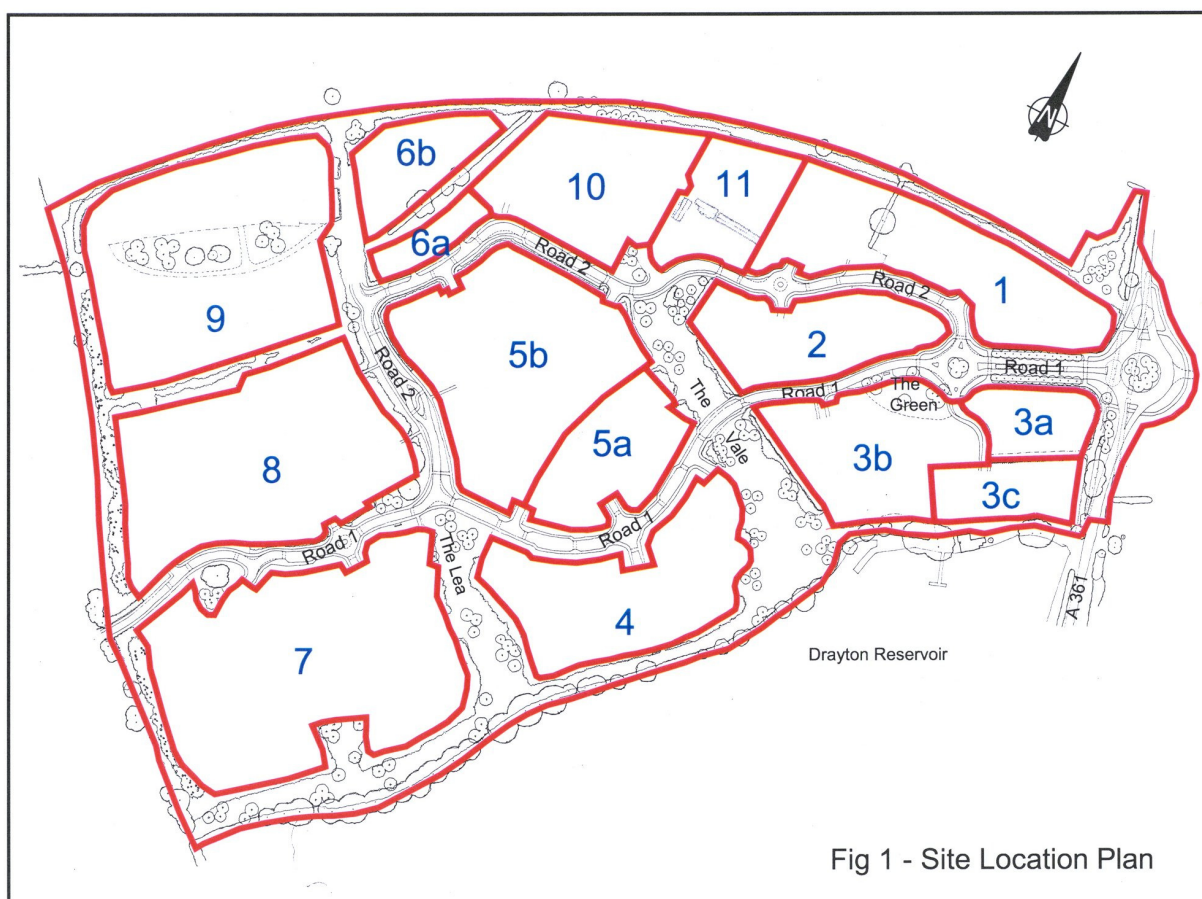 N
6b
10
11
6a
Road 2
Road 2
1
9
5b
2
Road 1
Road 2
The
Vale
Road 1
The
Green
3a
5a
3b
8
3c
Road 1
Road 1
The Lea
A 361
4
7
Drayton Reservoir
Fig 1 - Site Location Plan